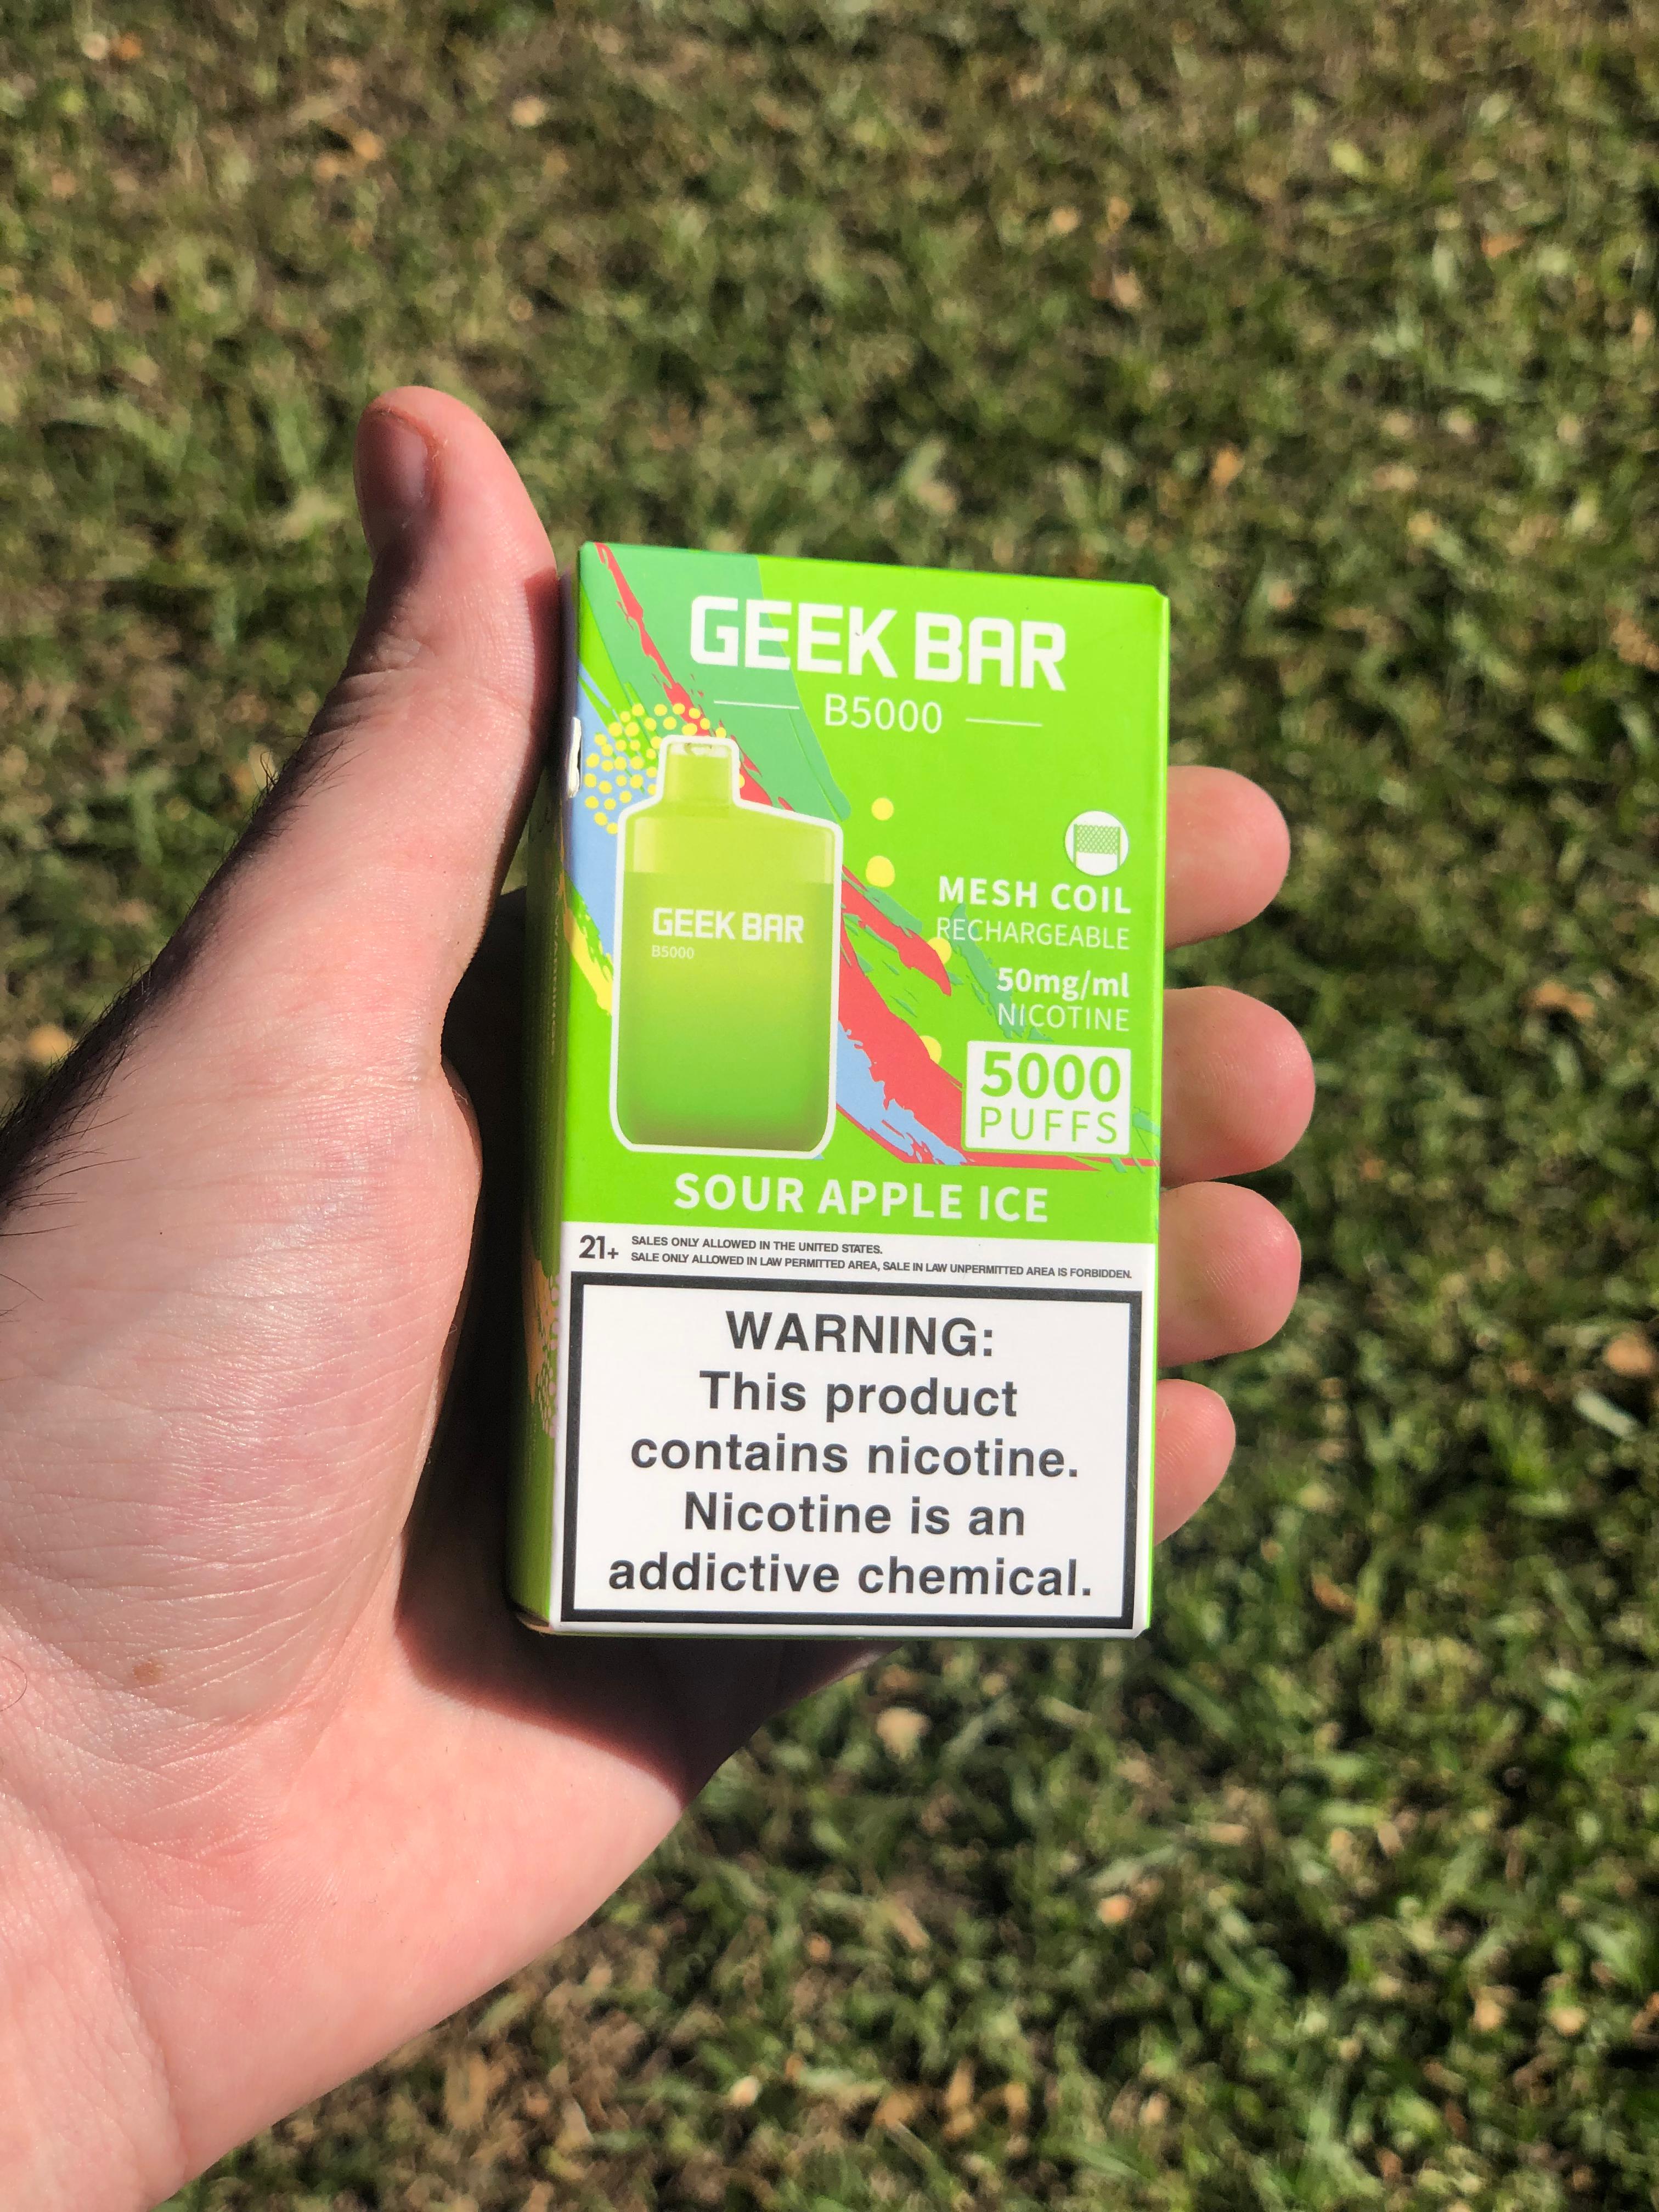 GEEK BAR
B5000
GEEK BAR
B5000
MESH COIL
RECHARGEABLE
50mg/ml
NICOTINE
5000
PUFFS
SOUR APPLE ICE
21+
SALES ONLY ALLOWED IN THE UNITED STATES.
SALE ONLY ALLOWED IN LAW PERMITTED AREA, SALE IN LAW UNPERMITTED AREA IS FORBIDDEN.
WARNING:
This product
contains nicotine.
Nicotine is an
addictive chemical.